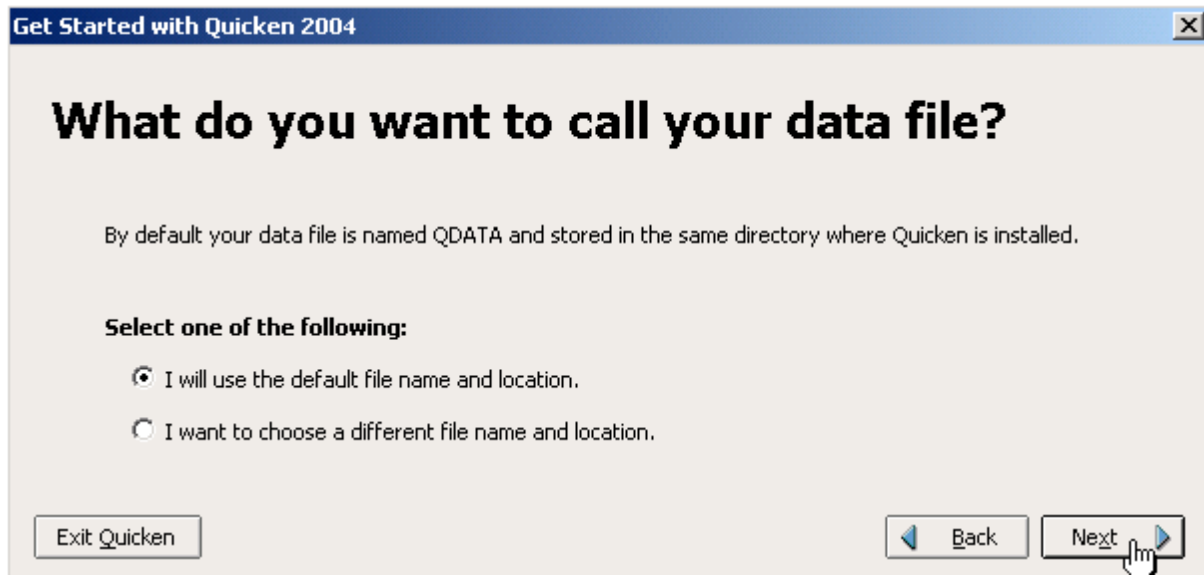 Get Started with Quicken 2004
What do you want to call your data file?
By default your data file is named QDATA and stored in the same directory where Quicken is installed.
Select one of the following:
I will use the default file name and location.
I want to choose a different file name and location.
Exit Quicken
Back
Next